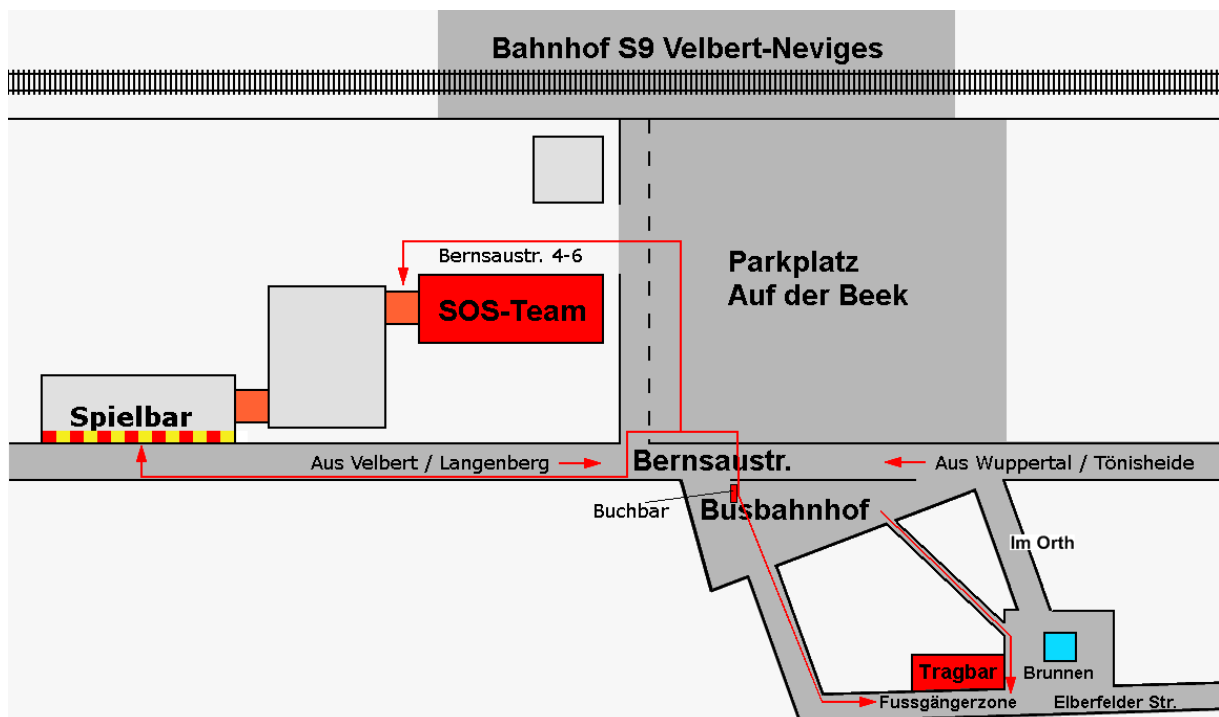 Bahnhof S9 Velbert-Neviges
Bernsaustr. 4-6
Parkplatz
Auf der Beek
SOS-Team
Spielbar
Aus Velbert / Langenberg
Bernsaustr.
Aus Wuppertal / Tönisheide
Buchbar
Busbahnhof
Im Orth
Tragbar
Brunnen
Fussgängerzone
Elberfelder Str.